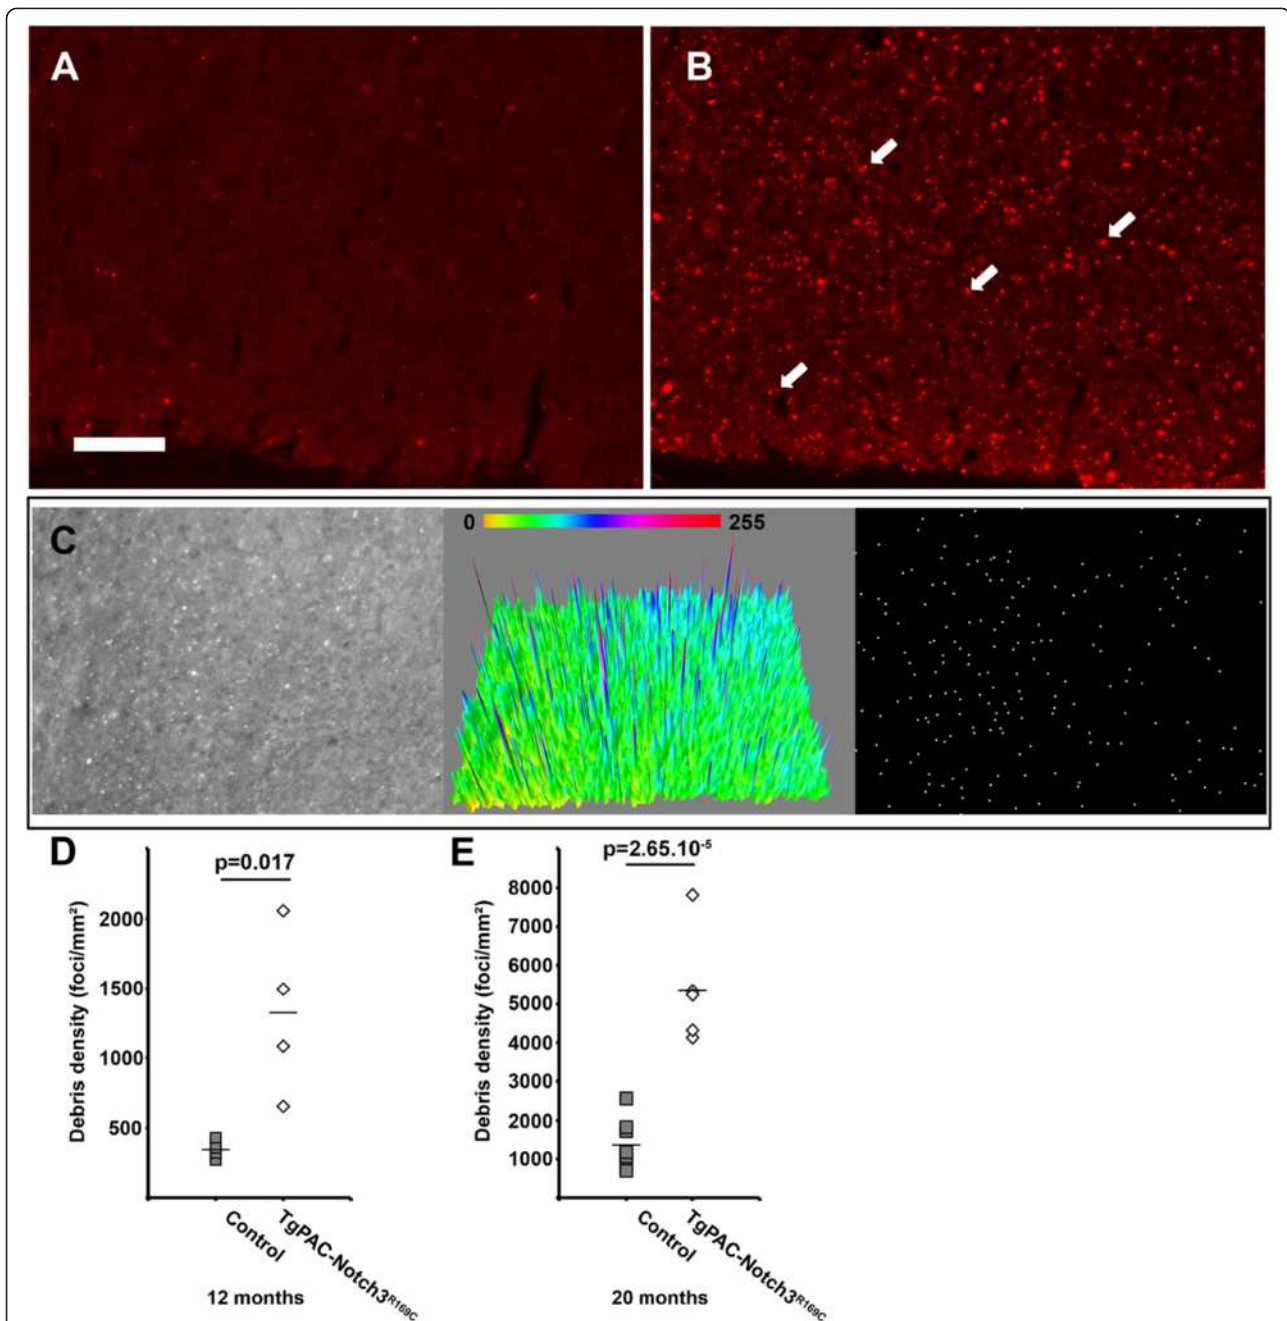 A
B
C
0
255
D
p=0.017
Debris density (foci/mm²)
2000
1500
1000
500
Control
TgPAC-Notch3R169C
12 months
E
p=2.65.10-5
Debris density (foci/mm²)
8000
7000
6000
5000
4000
3000
2000
1000
Control
TgPAC-Notch3R169C
20 months